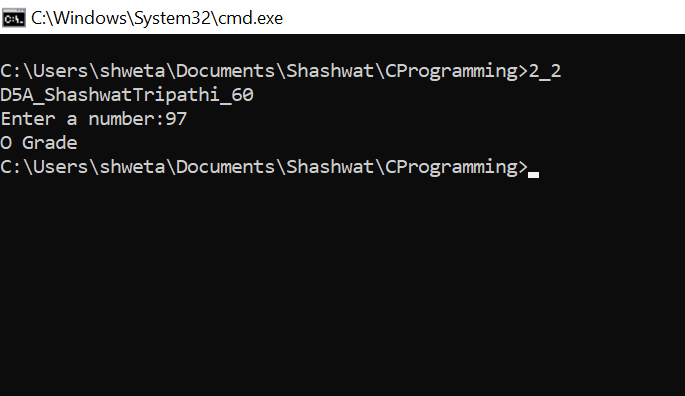 C:\Windows\System32\cmd.exe
C:\Users\shweta\Documents\Shashwat\CProgramming>2_2
D5A_ShashwatTripathi_60
Enter a number:97
O Grade
C:\Users\shweta\Documents\Shashwat\CProgramming>